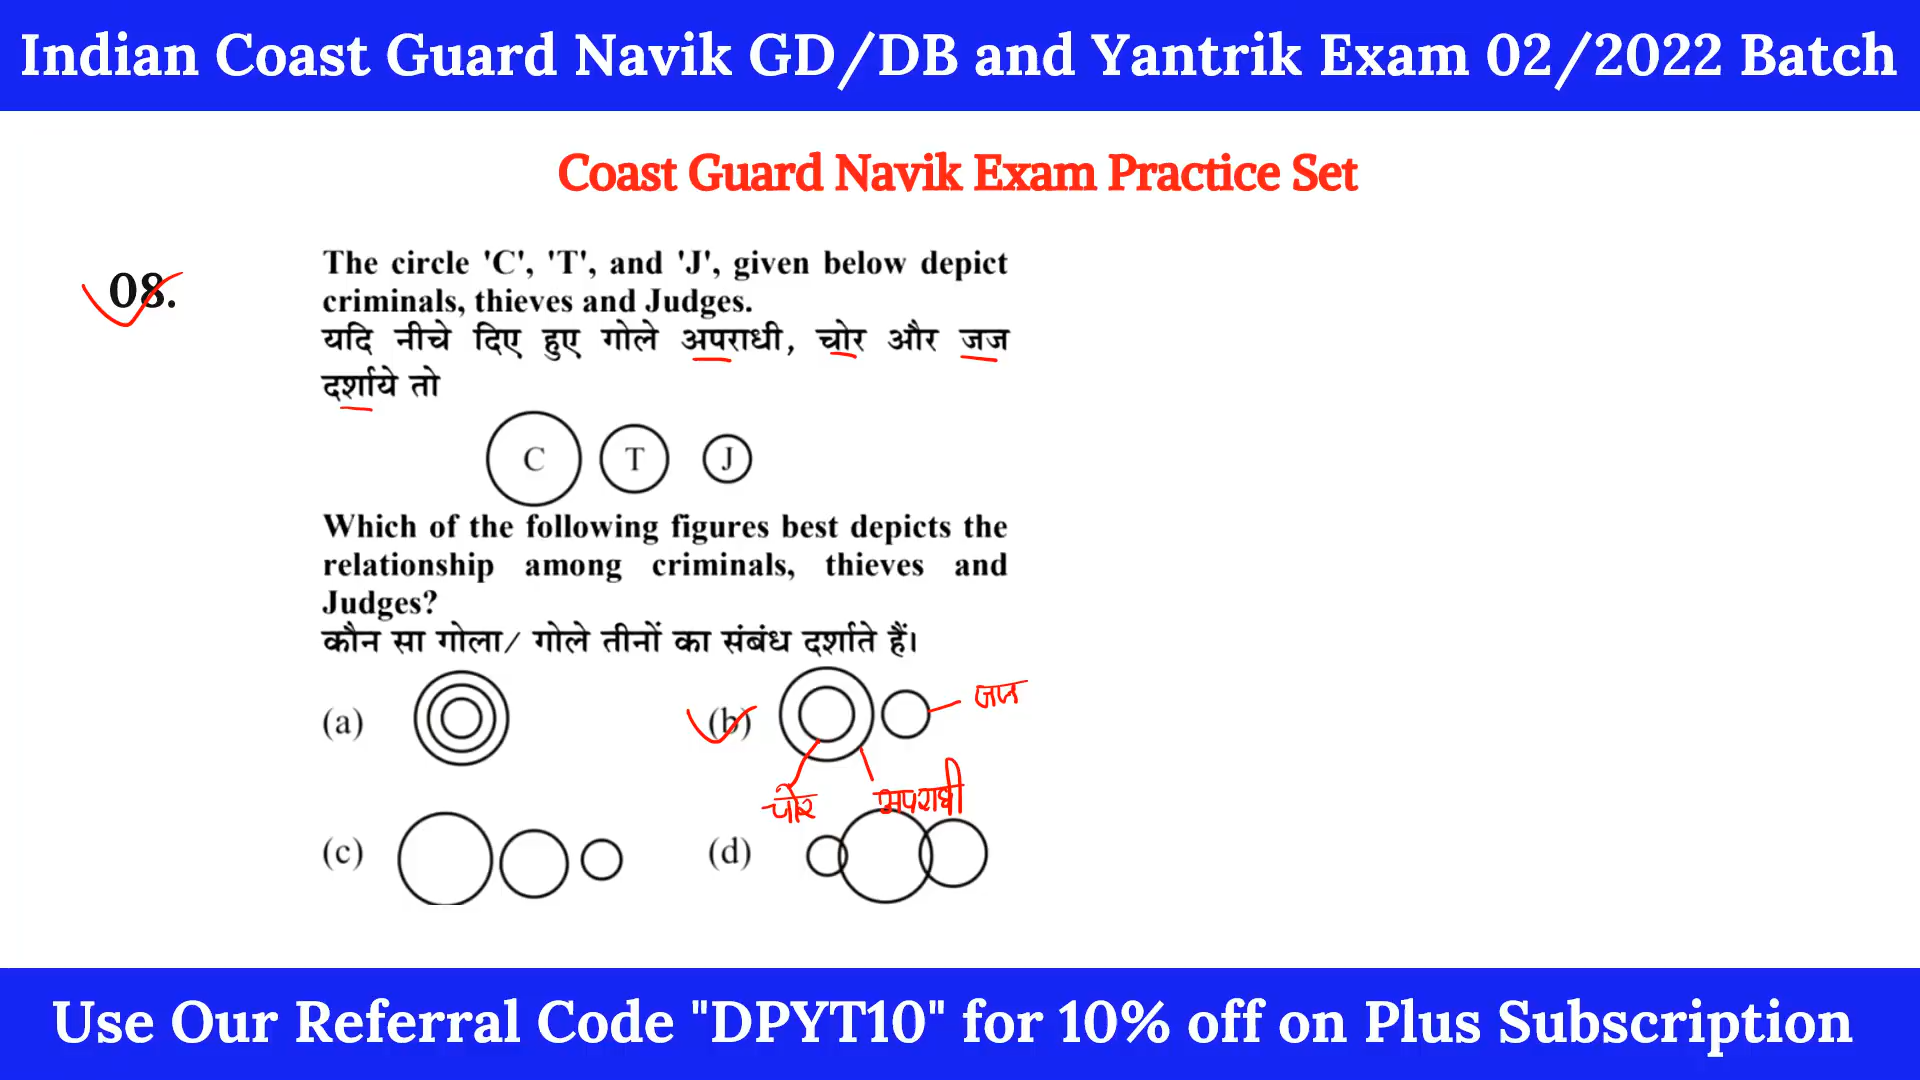 Indian Coast Guard Navik GD/DB and Yantrik Exam 02/2022 Batch
Coast Guard Navik Exam Practice Set
08.
The circle 'C', 'T', and 'J', given below depict
criminals, thieves and Judges.
यदि नीचे दिए हुए गोले अपराधी, चोर और जज
दर्शाये तो
C T J
Which of the following figures best depicts the
relationship among criminals, thieves and
Judges?
कौन सा गोला/ गोले तीनों का संबंध दर्शाते हैं।
(a)
(b)
जज
चोर
अपराधी
(c)
(d)
Use Our Referral Code "DPYT10" for 10% off on Plus Subscription